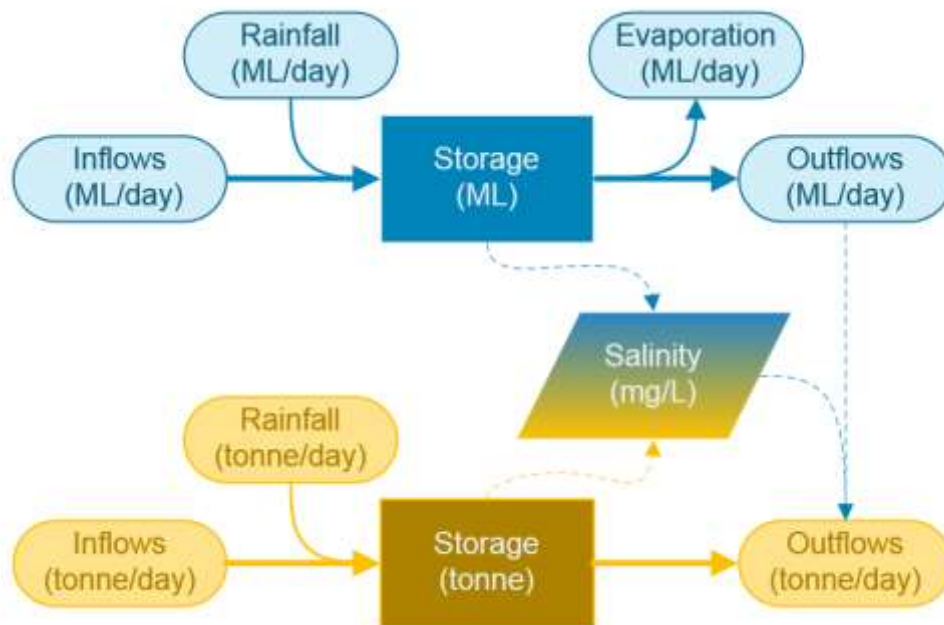 Rainfall
(ML/day)
Evaporation
(ML/day)
Inflows
(ML/day)
Storage
(ML)
Outflows
(ML/day)
Salinity
(mg/L)
Rainfall
(tonne/day)
Inflows
(tonne/day)
Storage
(tonne)
Outflows
(tonne/day)